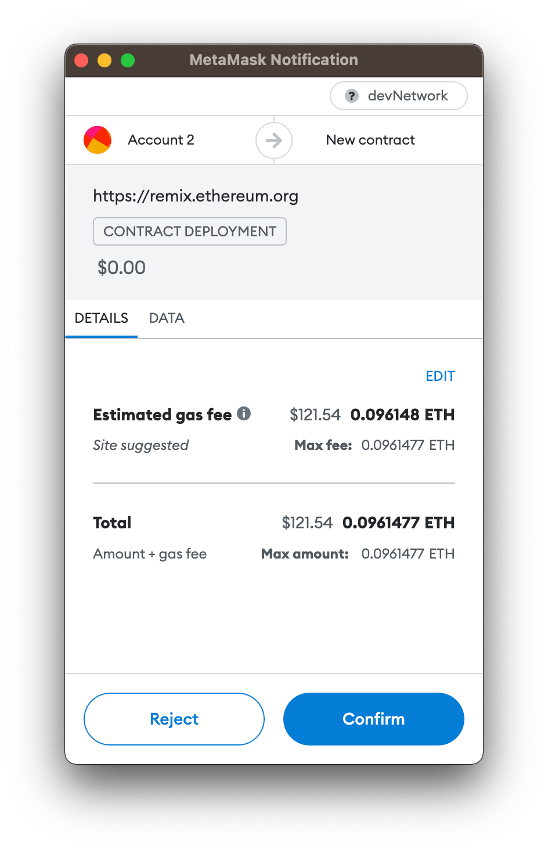 MetaMask Notification
? devNetwork
Account 2 New contract
https://remix.ethereum.org
CONTRACT DEPLOYMENT
$0.00
DETAILS DATA
EDIT
Estimated gas fee $121.54 0.096148 ETH
Site suggested Max fee: 0.0961477 ETH
Total $121.54 0.0961477 ETH
Amount + gas fee Max amount: 0.0961477 ETH
Reject Confirm